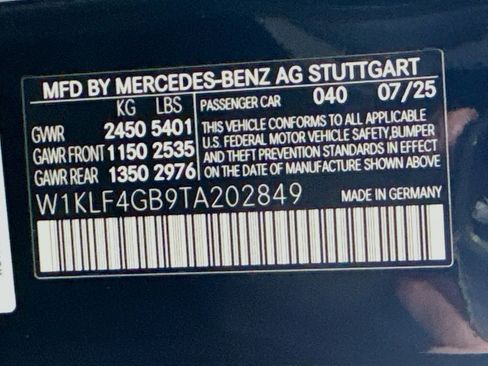 MFD BY MERCEDES-BENZ AG STUTTGART
KG LBS
GVWR 2450 5401
GAWR FRONT 1150 2535
GAWR REAR 1350 2976
PASSENGER CAR 040 07/25
THIS VEHICLE CONFORMS TO ALL APPLICABLE
U.S. FEDERAL MOTOR VEHICLE SAFETY,BUMPER
AND THEFT PREVENTION STANDARDS IN EFFECT
ON THE DATE OF MANUFACTURE SHOWN ABOVE
W1KLF4GB9TA202849 MADE IN GERMANY